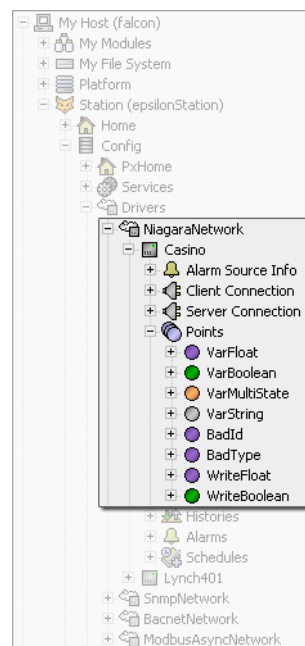 My Host (falcon)
My Modules
My File System
Platform
Station (epsilonStation)
Home
Config
PxHome
Services
Drivers
NiagaraNetwork
Casino
Alarm Source Info
Client Connection
Server Connection
Points
VarFloat
VarBoolean
VarMultiState
VarString
BadId
BadType
WriteFloat
WriteBoolean
Histories
Alarms
Schedules
Lynch401
SnmpNetwork
BacnetNetwork
ModbusAsyncNetwork